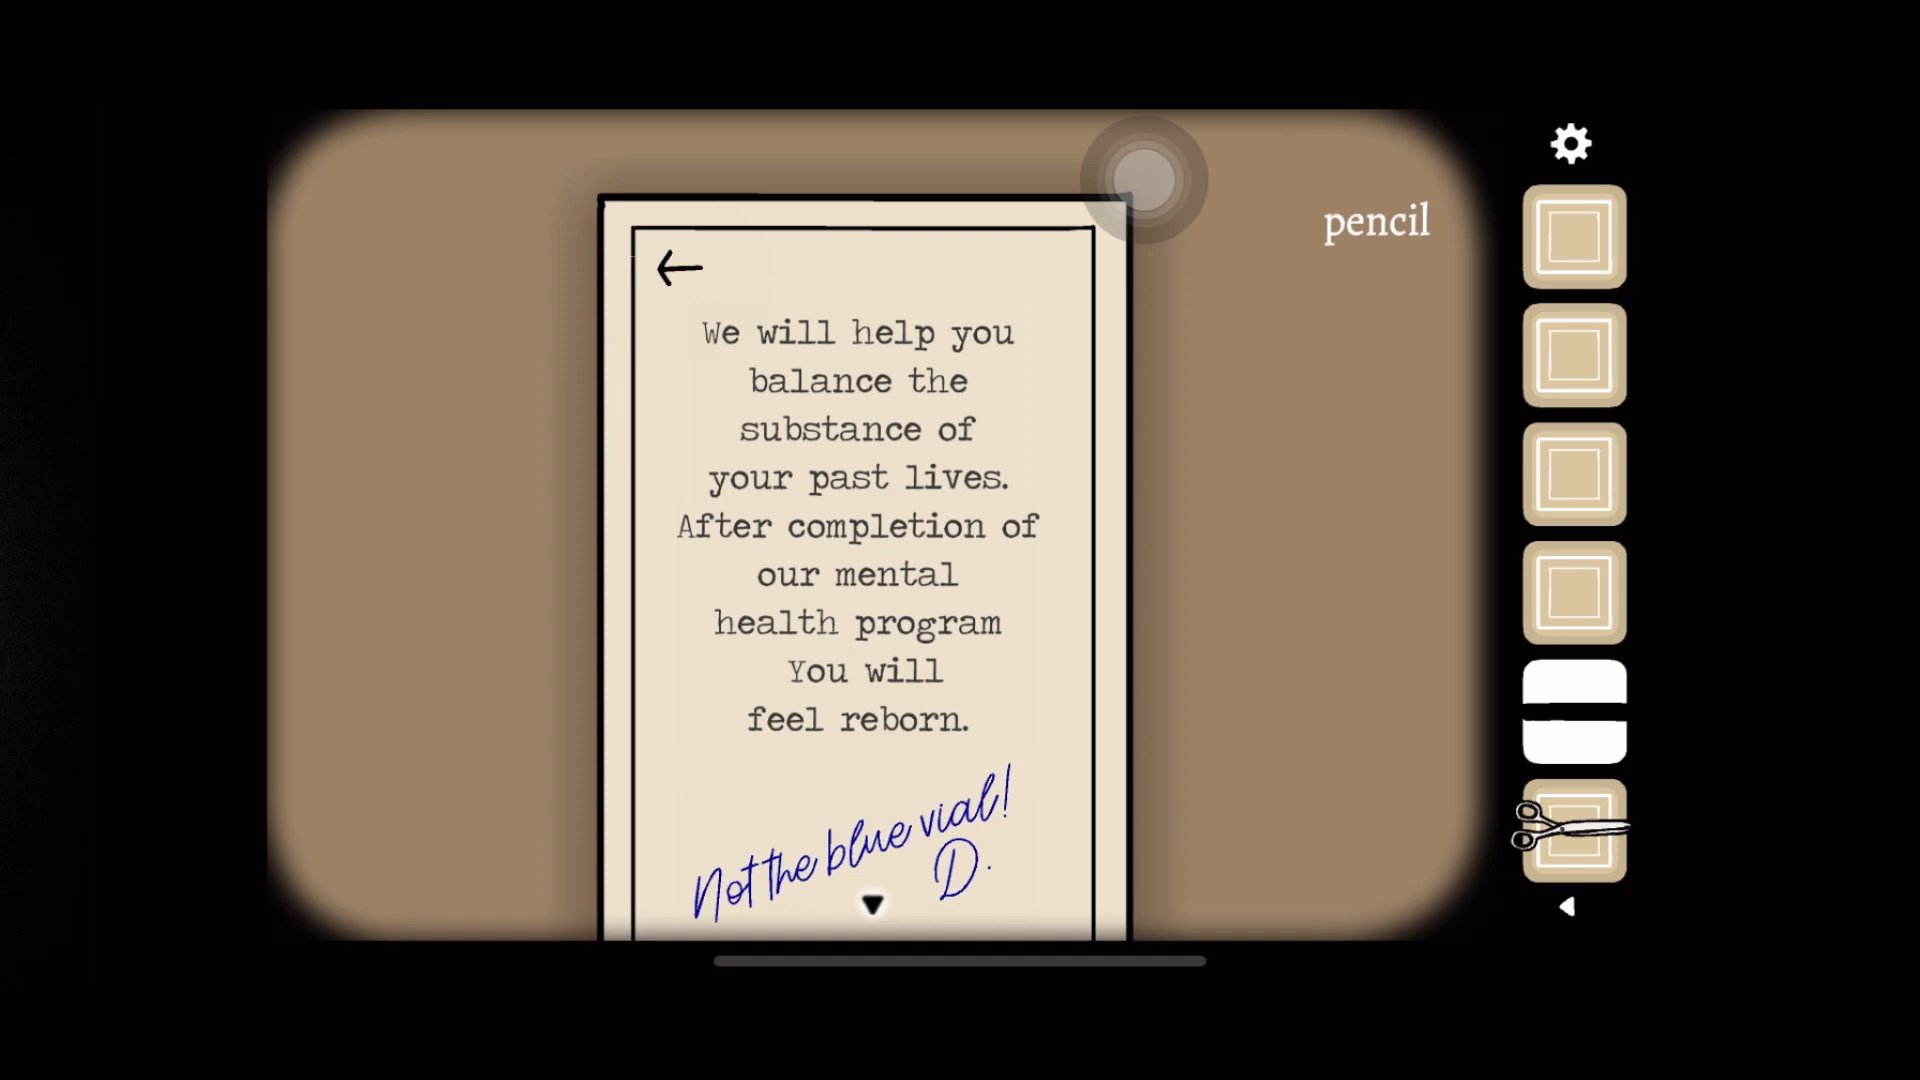 pencil
We will help you
balance the
substance of
your past lives.
After completion of
our mental
health program
You will
feel reborn.
Not the blue vial!
D.